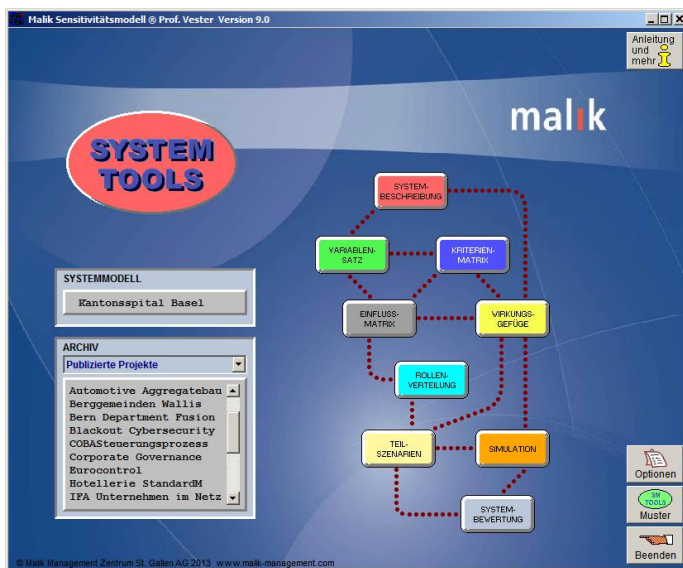 Malik Sensitivitätsmodell ® Prof. Vester Version 9.0
Anleitung
und
mehr
malik
SYSTEM
TOOLS
SYSTEM-
BESCHREIBUNG
VARIABLEN-
SATZ
KRITERIEN-
MATRIX
SYSTEMMODELL
Kantonsspital Basel
EINFLUSS-
MATRIX
WIRKUNGS-
GEFÜGE
ARCHIV
Publizierte Projekte
Automotive Aggregatebau
Berggemeinden Wallis
Bern Department Fusion
Blackout Cybersecurity
COBASteuerungsprozess
Corporate Governance
Eurocontrol
Hotellerie StandardM
IFA Unternehmen im Netz
ROLLEN-
VERTEILUNG
TEIL-
SZENARIEN
SIMULATION
SYSTEM-
BEWERTUNG
Optionen
SM
TOOLS
Muster
Beenden
© Malik Management Zentrum St. Gallen AG 2013 www.malik-management.com